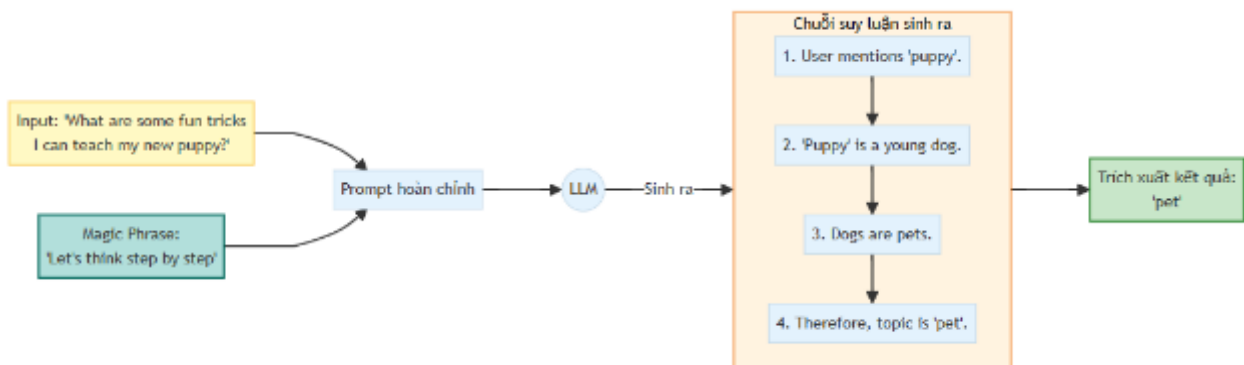 Input: 'What are some fun tricks
I can teach my new puppy?'
Magic Phrase:
'Let's think step by step'
Prompt hoàn chỉnh
LLM
Sinh ra
Chuỗi suy luận sinh ra
1. User mentions 'puppy'.
2. 'Puppy' is a young dog.
3. Dogs are pets.
4. Therefore, topic is 'pet'.
Trích xuất kết quả:
'pet'